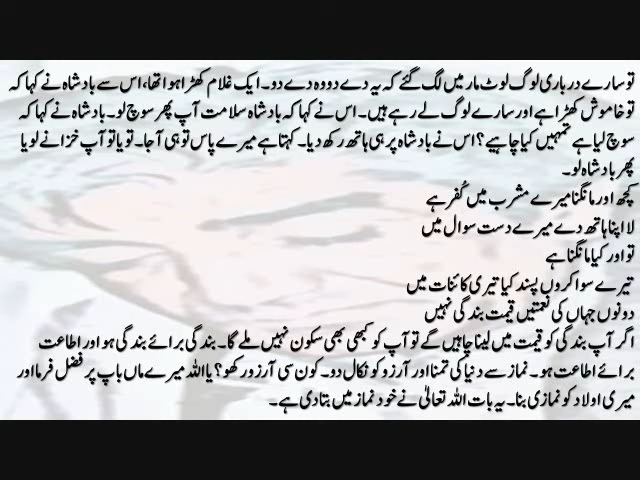 تو سارے درباری لوگ لوٹ مار میں لگ گئے کہ یہ دے دو وہ دے دو۔ ایک غلام کھڑا ہوا تھا، اس سے بادشاہ نے کہا کہ
تو خاموش کھڑا ہے اور سارے لوگ لے رہے ہیں۔ اس نے کہا کہ بادشاہ سلامت آپ پھر سوچ لو۔ بادشاہ نے کہا کہ
سوچ لیا ہے تمہیں کیا چاہیے؟ اس نے بادشاہ پر ہی ہاتھ رکھ دیا۔ کہتا ہے میرے پاس تو ہی آ جا۔ تو یا تو آپ خزانے لو یا
پھر بادشاہ لو۔
کچھ اور مانگنا میرے مشرب میں کُفر ہے
لا اپنا ہاتھ دے میرے دست سوال میں
تو اور کیا مانگنا ہے
تیرے سوا کروں پسند کیا تیری کائنات میں
دونوں جہاں کی نعمتیں قیمت بندگی نہیں
اگر آپ بندگی کو قیمت میں لینا چاہیں گے تو آپ کو کبھی بھی سکون نہیں ملے گا۔ بندگی برائے بندگی ہو اور اطاعت
برائے اطاعت ہو۔ نماز سے دنیا کی تمنا اور آرزو کو نکال دو۔ کون سی آرزو رکھو؟ یا اللہ میرے ماں باپ پر فضل فرما اور
میری اولاد کو نمازی بنا۔ یہ بات اللہ تعالیٰ نے خود نماز میں بتا دی ہے۔